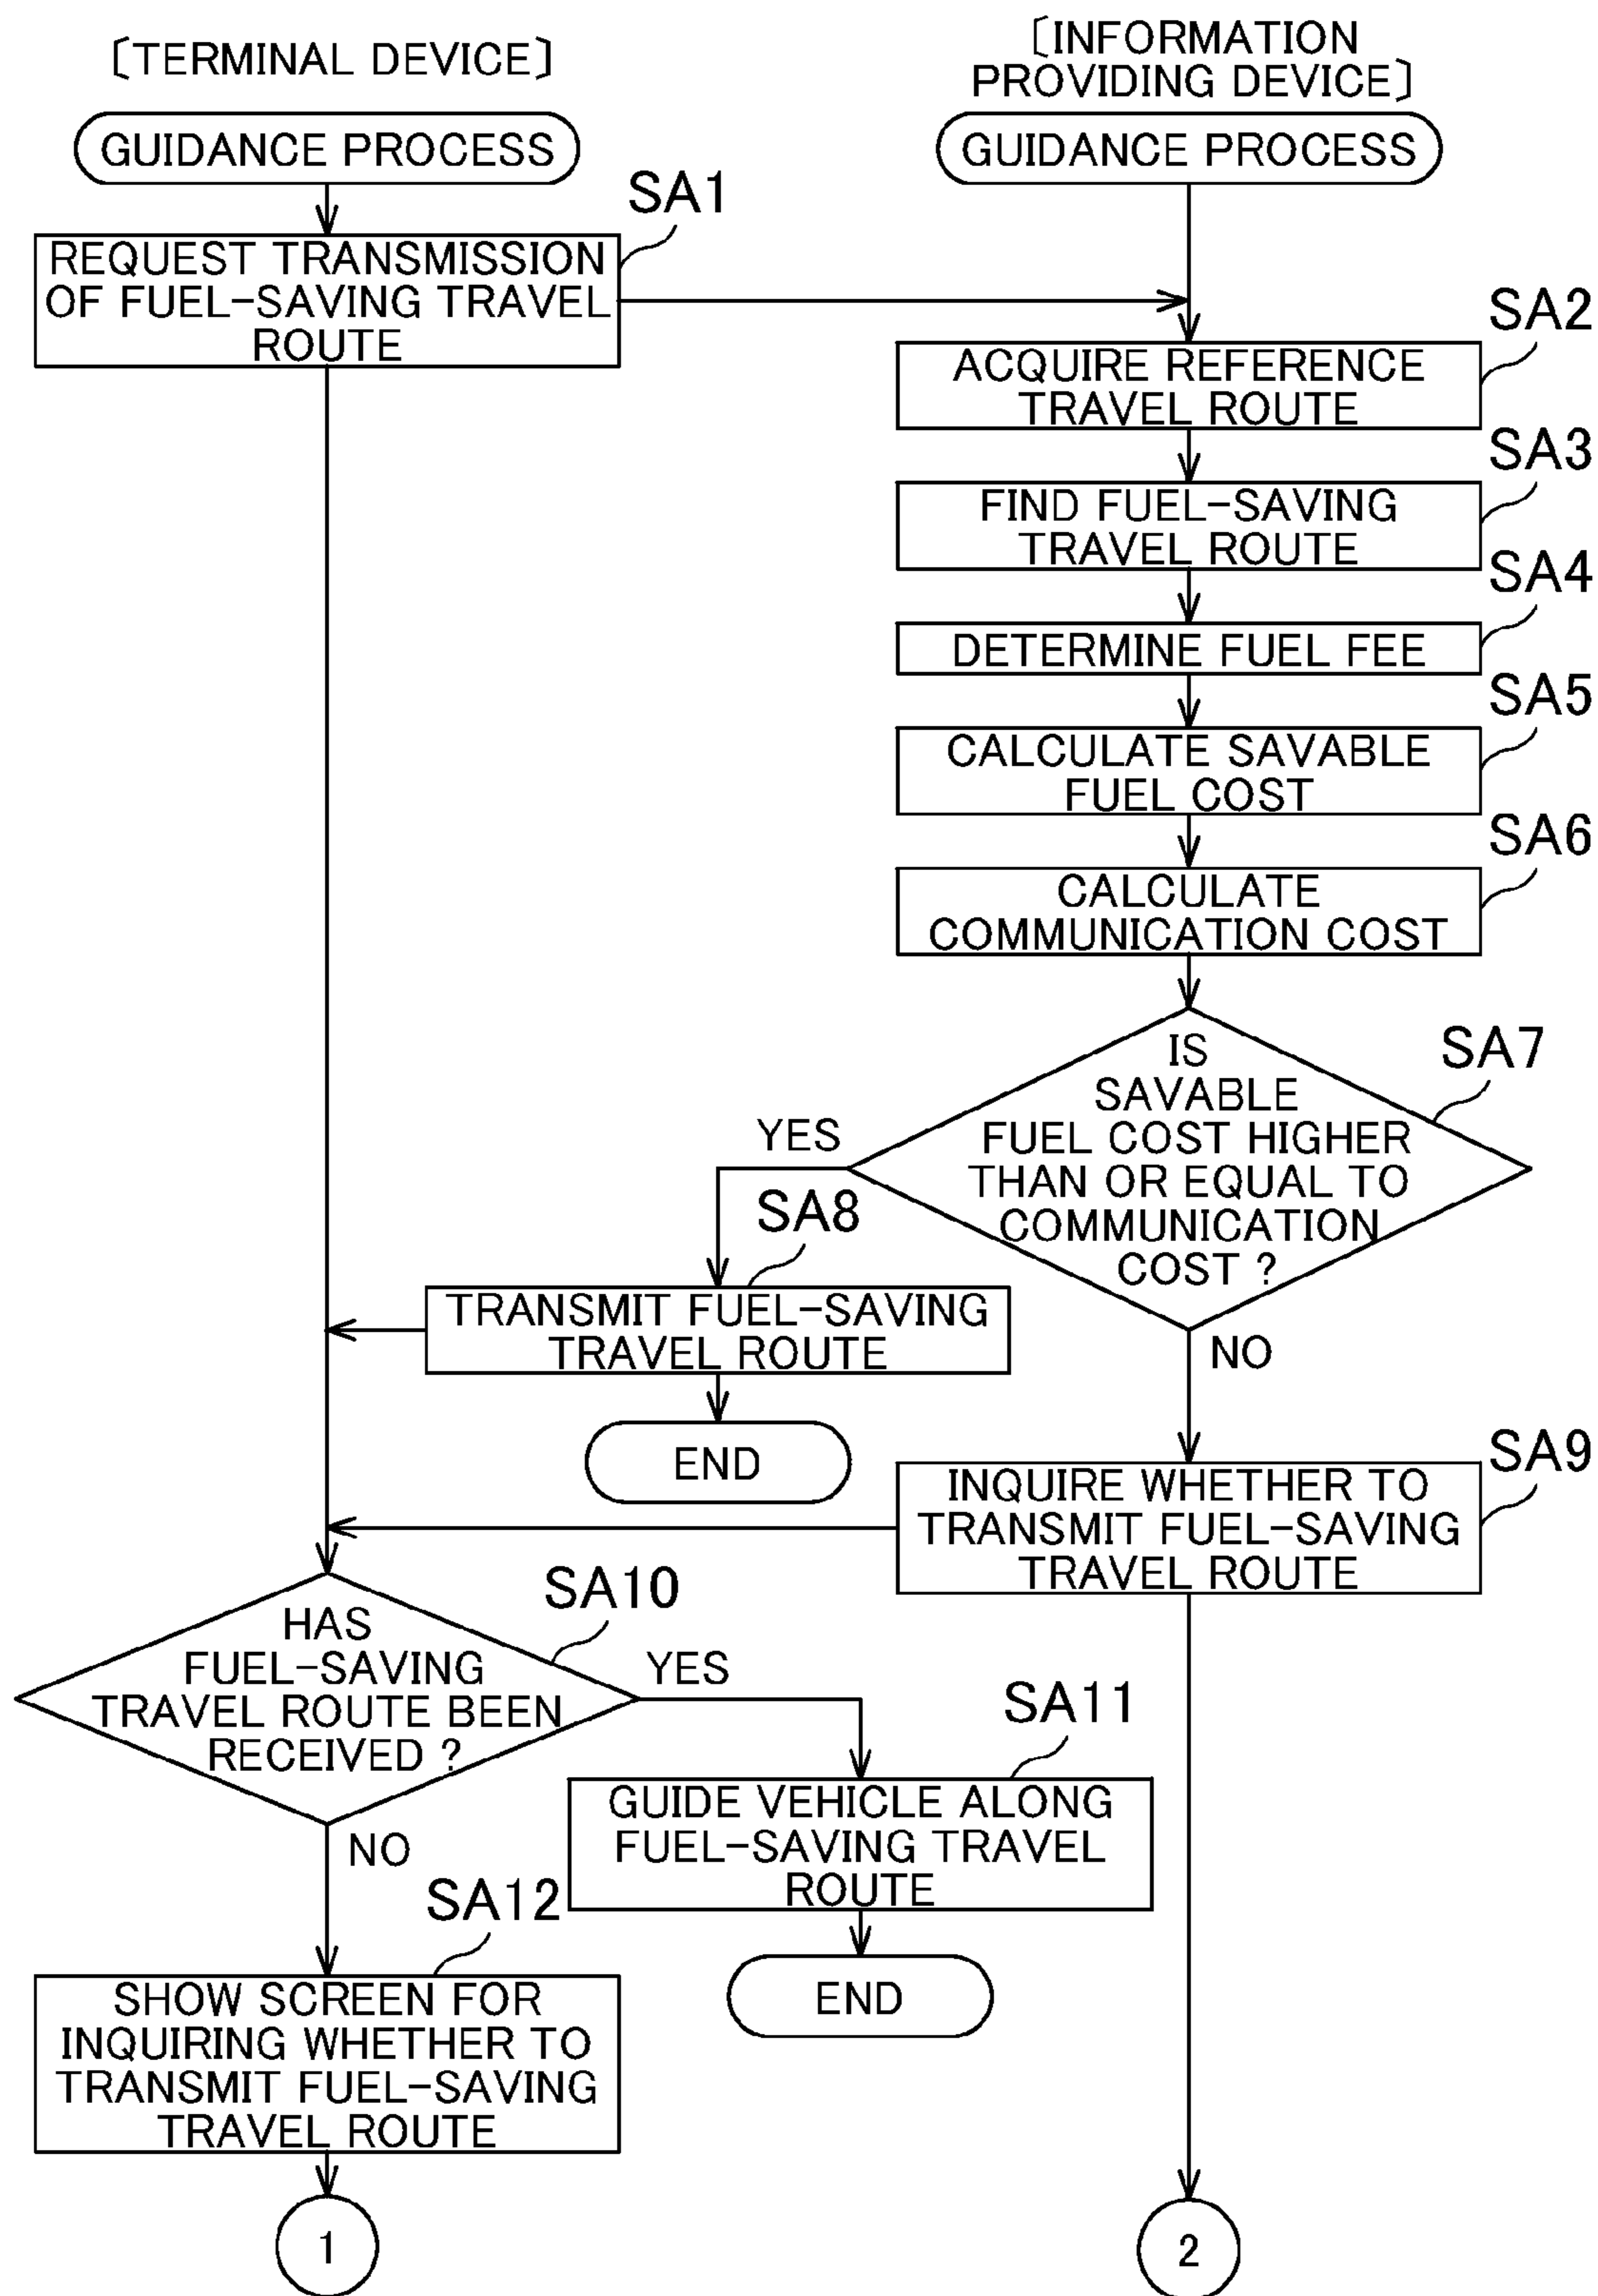 〔TERMINAL DEVICE〕
〔INFORMATION
PROVIDING DEVICE〕
GUIDANCE PROCESS
GUIDANCE PROCESS
SA1
REQUEST TRANSMISSION
OF FUEL-SAVING TRAVEL
ROUTE
SA2
ACQUIRE REFERENCE
TRAVEL ROUTE
SA3
FIND FUEL-SAVING
TRAVEL ROUTE
SA4
DETERMINE FUEL FEE
SA5
CALCULATE SAVABLE
FUEL COST
SA6
CALCULATE
COMMUNICATION COST
SA7
IS
SAVABLE
FUEL COST HIGHER
THAN OR EQUAL TO
COMMUNICATION
COST ?
YES
SA8
TRANSMIT FUEL-SAVING
TRAVEL ROUTE
END
NO
SA9
INQUIRE WHETHER TO
TRANSMIT FUEL-SAVING
TRAVEL ROUTE
SA10
HAS
FUEL-SAVING
TRAVEL ROUTE BEEN
RECEIVED ?
YES
SA11
GUIDE VEHICLE ALONG
FUEL-SAVING TRAVEL
ROUTE
END
NO
SA12
SHOW SCREEN FOR
INQUIRING WHETHER TO
TRANSMIT FUEL-SAVING
TRAVEL ROUTE
1
2